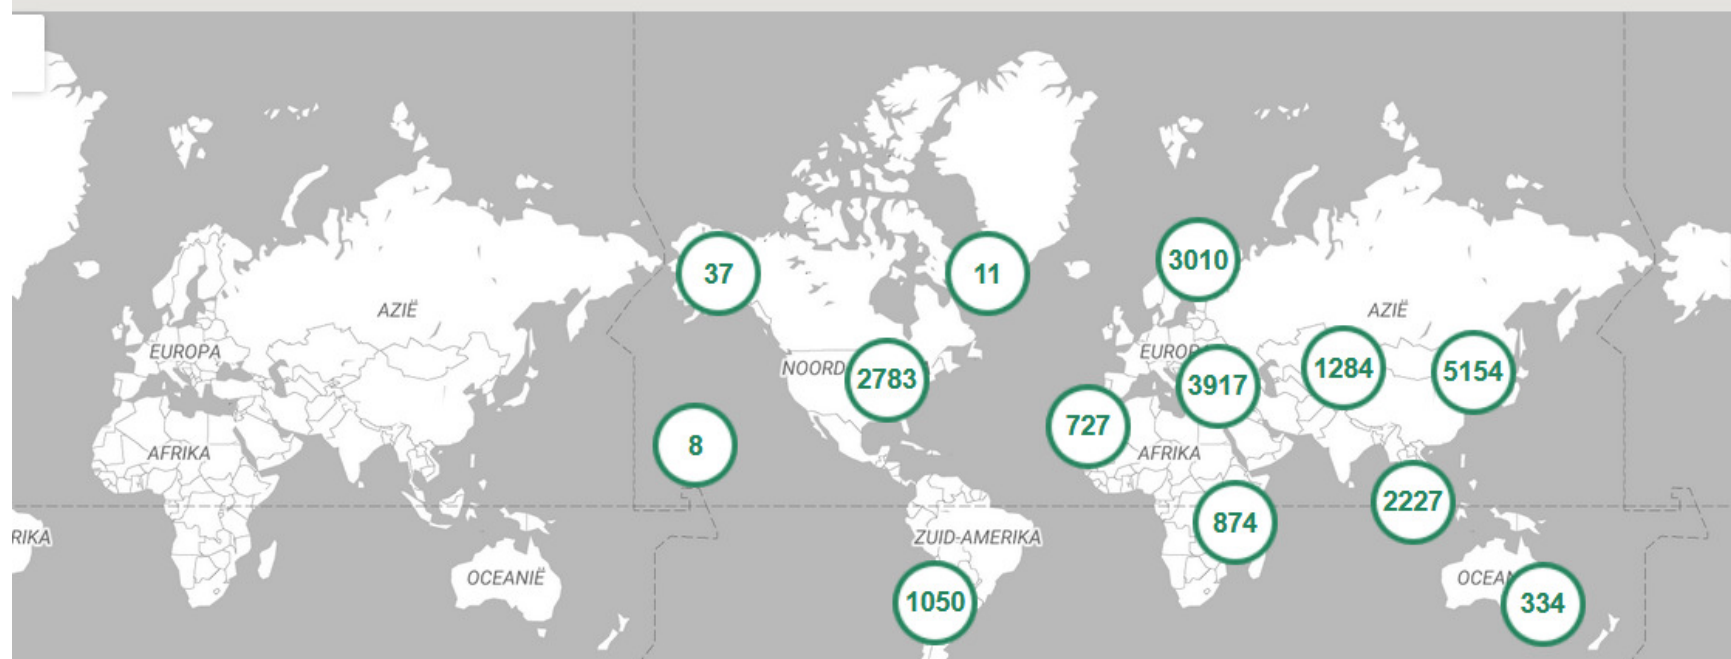 3010
37
11
AZIË
AZIË
EUROPA
EUROP
NOORD
2783
3917
1284
5154
727
8
AFRIKA
AFRIKA
2227
874
RIKA
ZUID-AMERIKA
OCEANIË
OCEAN
1050
334